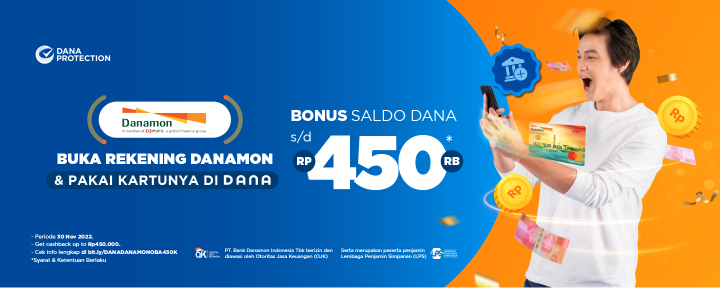 DANA
PROTECTION
Danamon
A member of MUFG, a global financial group
BUKA REKENING DANAMON
& PAKAI KARTUNYA DI DANA
BONUS SALDO DANA
s/d
RP 450 RB*
- Periode 30 Nov 2022.
- Get cashback up to Rp450.000.
- Cek info lengkap di bit.ly/DANADANAMONOBA450K
*Syarat & Ketentuan Berlaku
OJK
PT. Bank Danamon Indonesia Tbk berizin dan
diawasi oleh Otoritas Jasa Keuangan (OJK)
Serta merupakan peserta penjamin
Lembaga Penjamin Simpanan (LPS)
LPS
Rp
Rp
Danamon